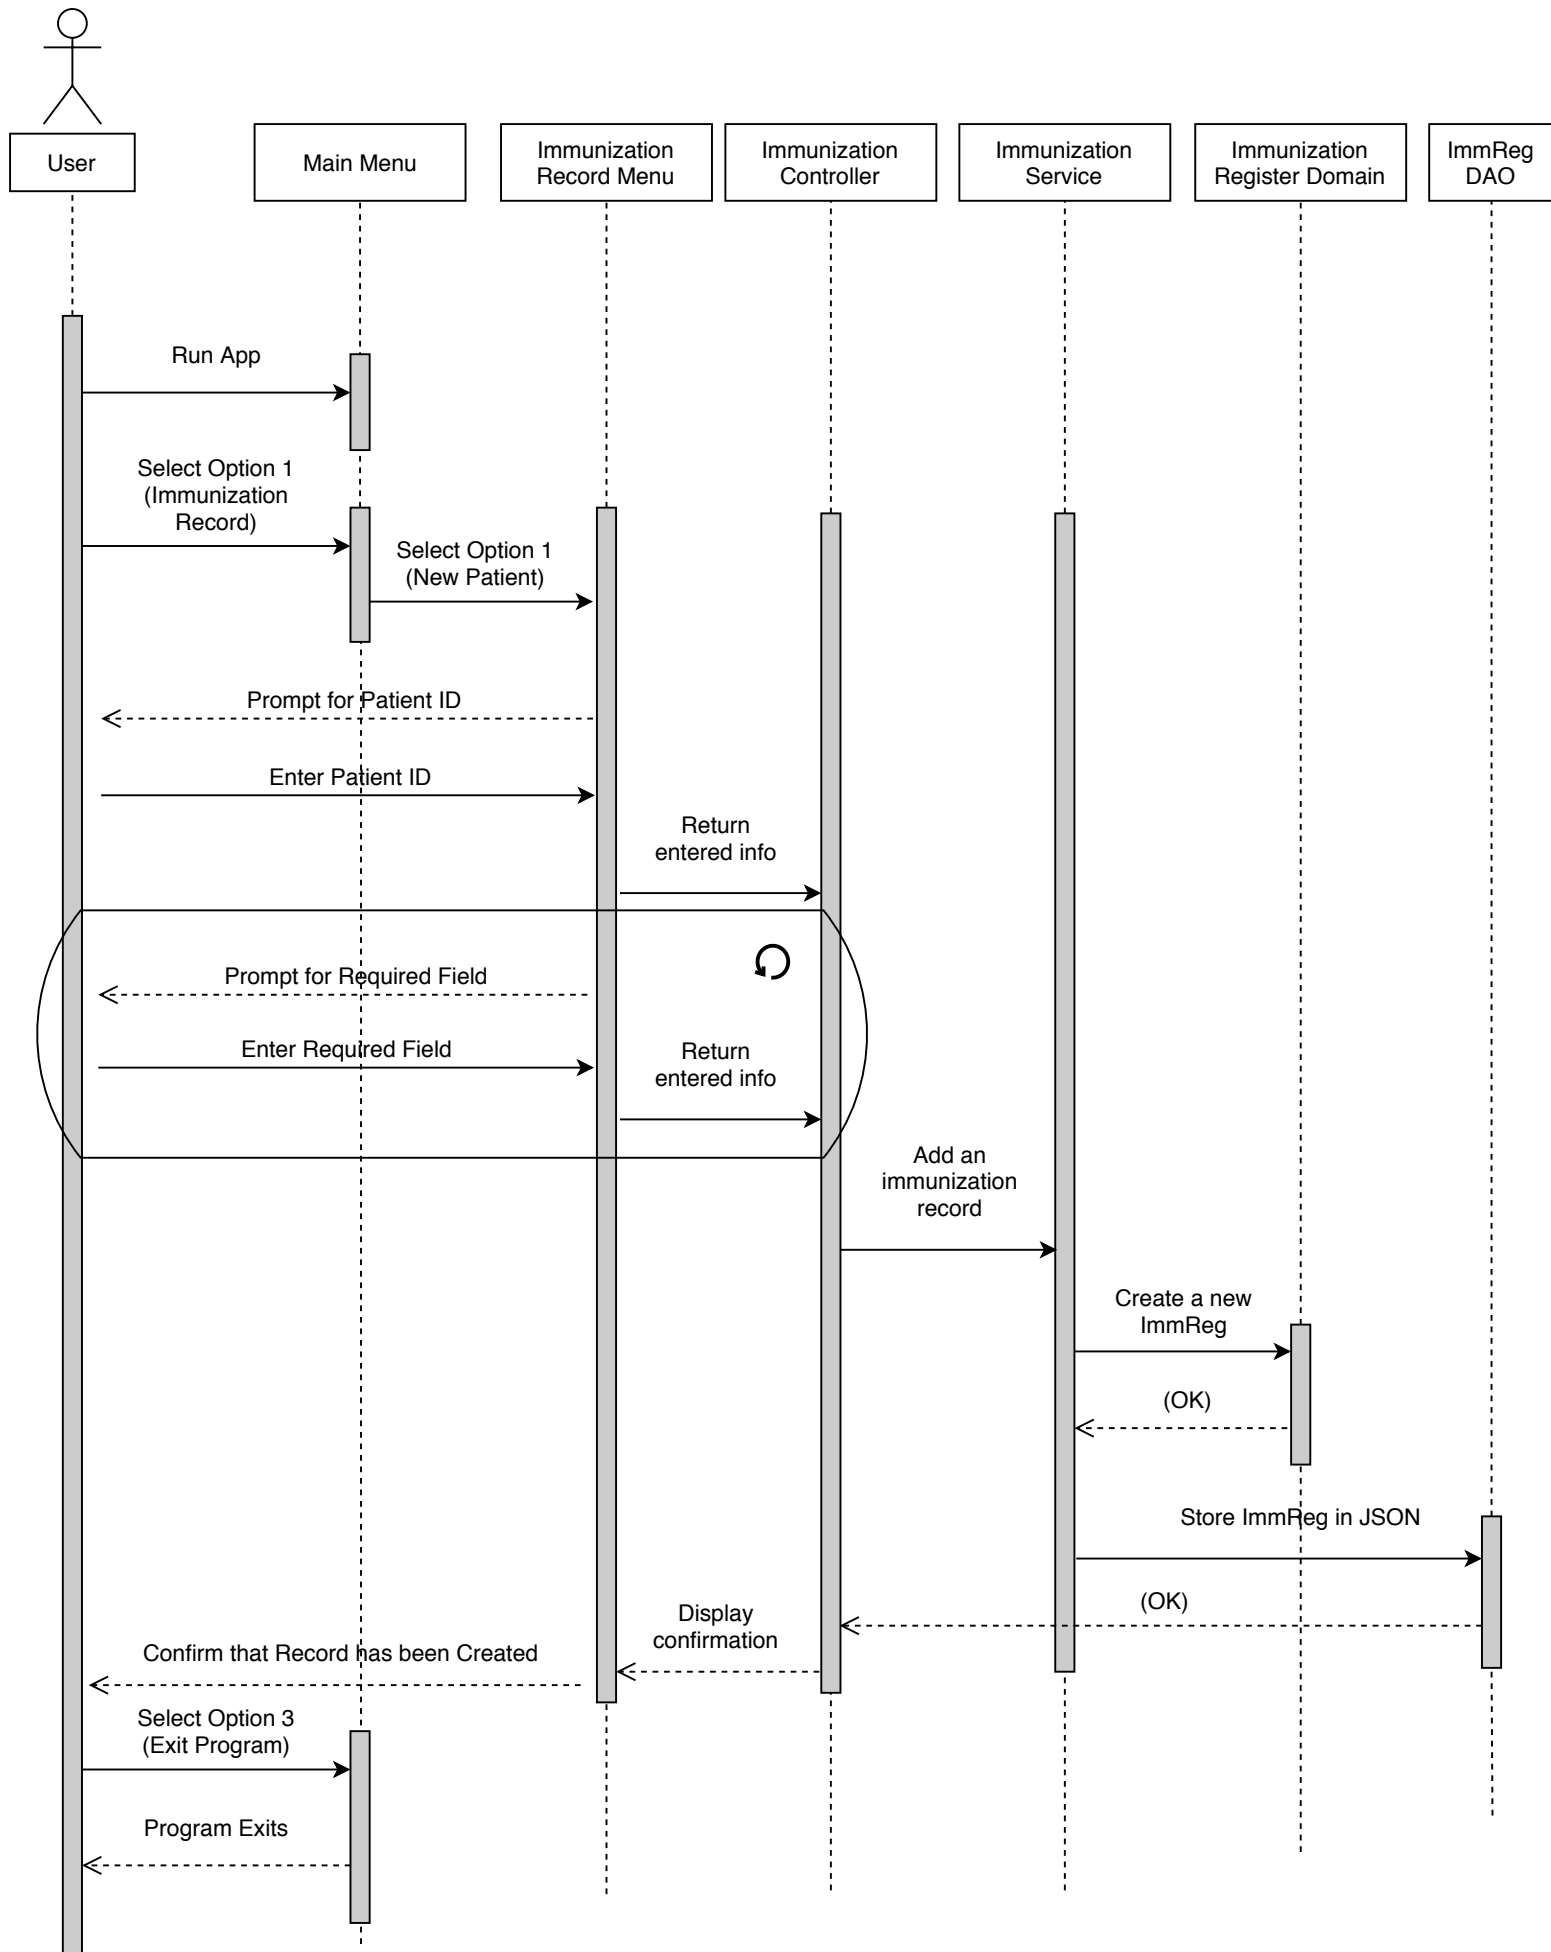 User
Main Menu
Immunization
Record Menu
Immunization
Controller
Immunization
Service
Immunization
Register Domain
ImmReg
DAO
Run App
Select Option 1
(Immunization
Record)
Select Option 1
(New Patient)
Prompt for Patient ID
Enter Patient ID
Return
entered info
Prompt for Required Field
Enter Required Field
Return
entered info
Add an
immunization
record
Create a new
ImmReg
(OK)
Store ImmReg in JSON
(OK)
Display
confirmation
Confirm that Record has been Created
Select Option 3
(Exit Program)
Program Exits